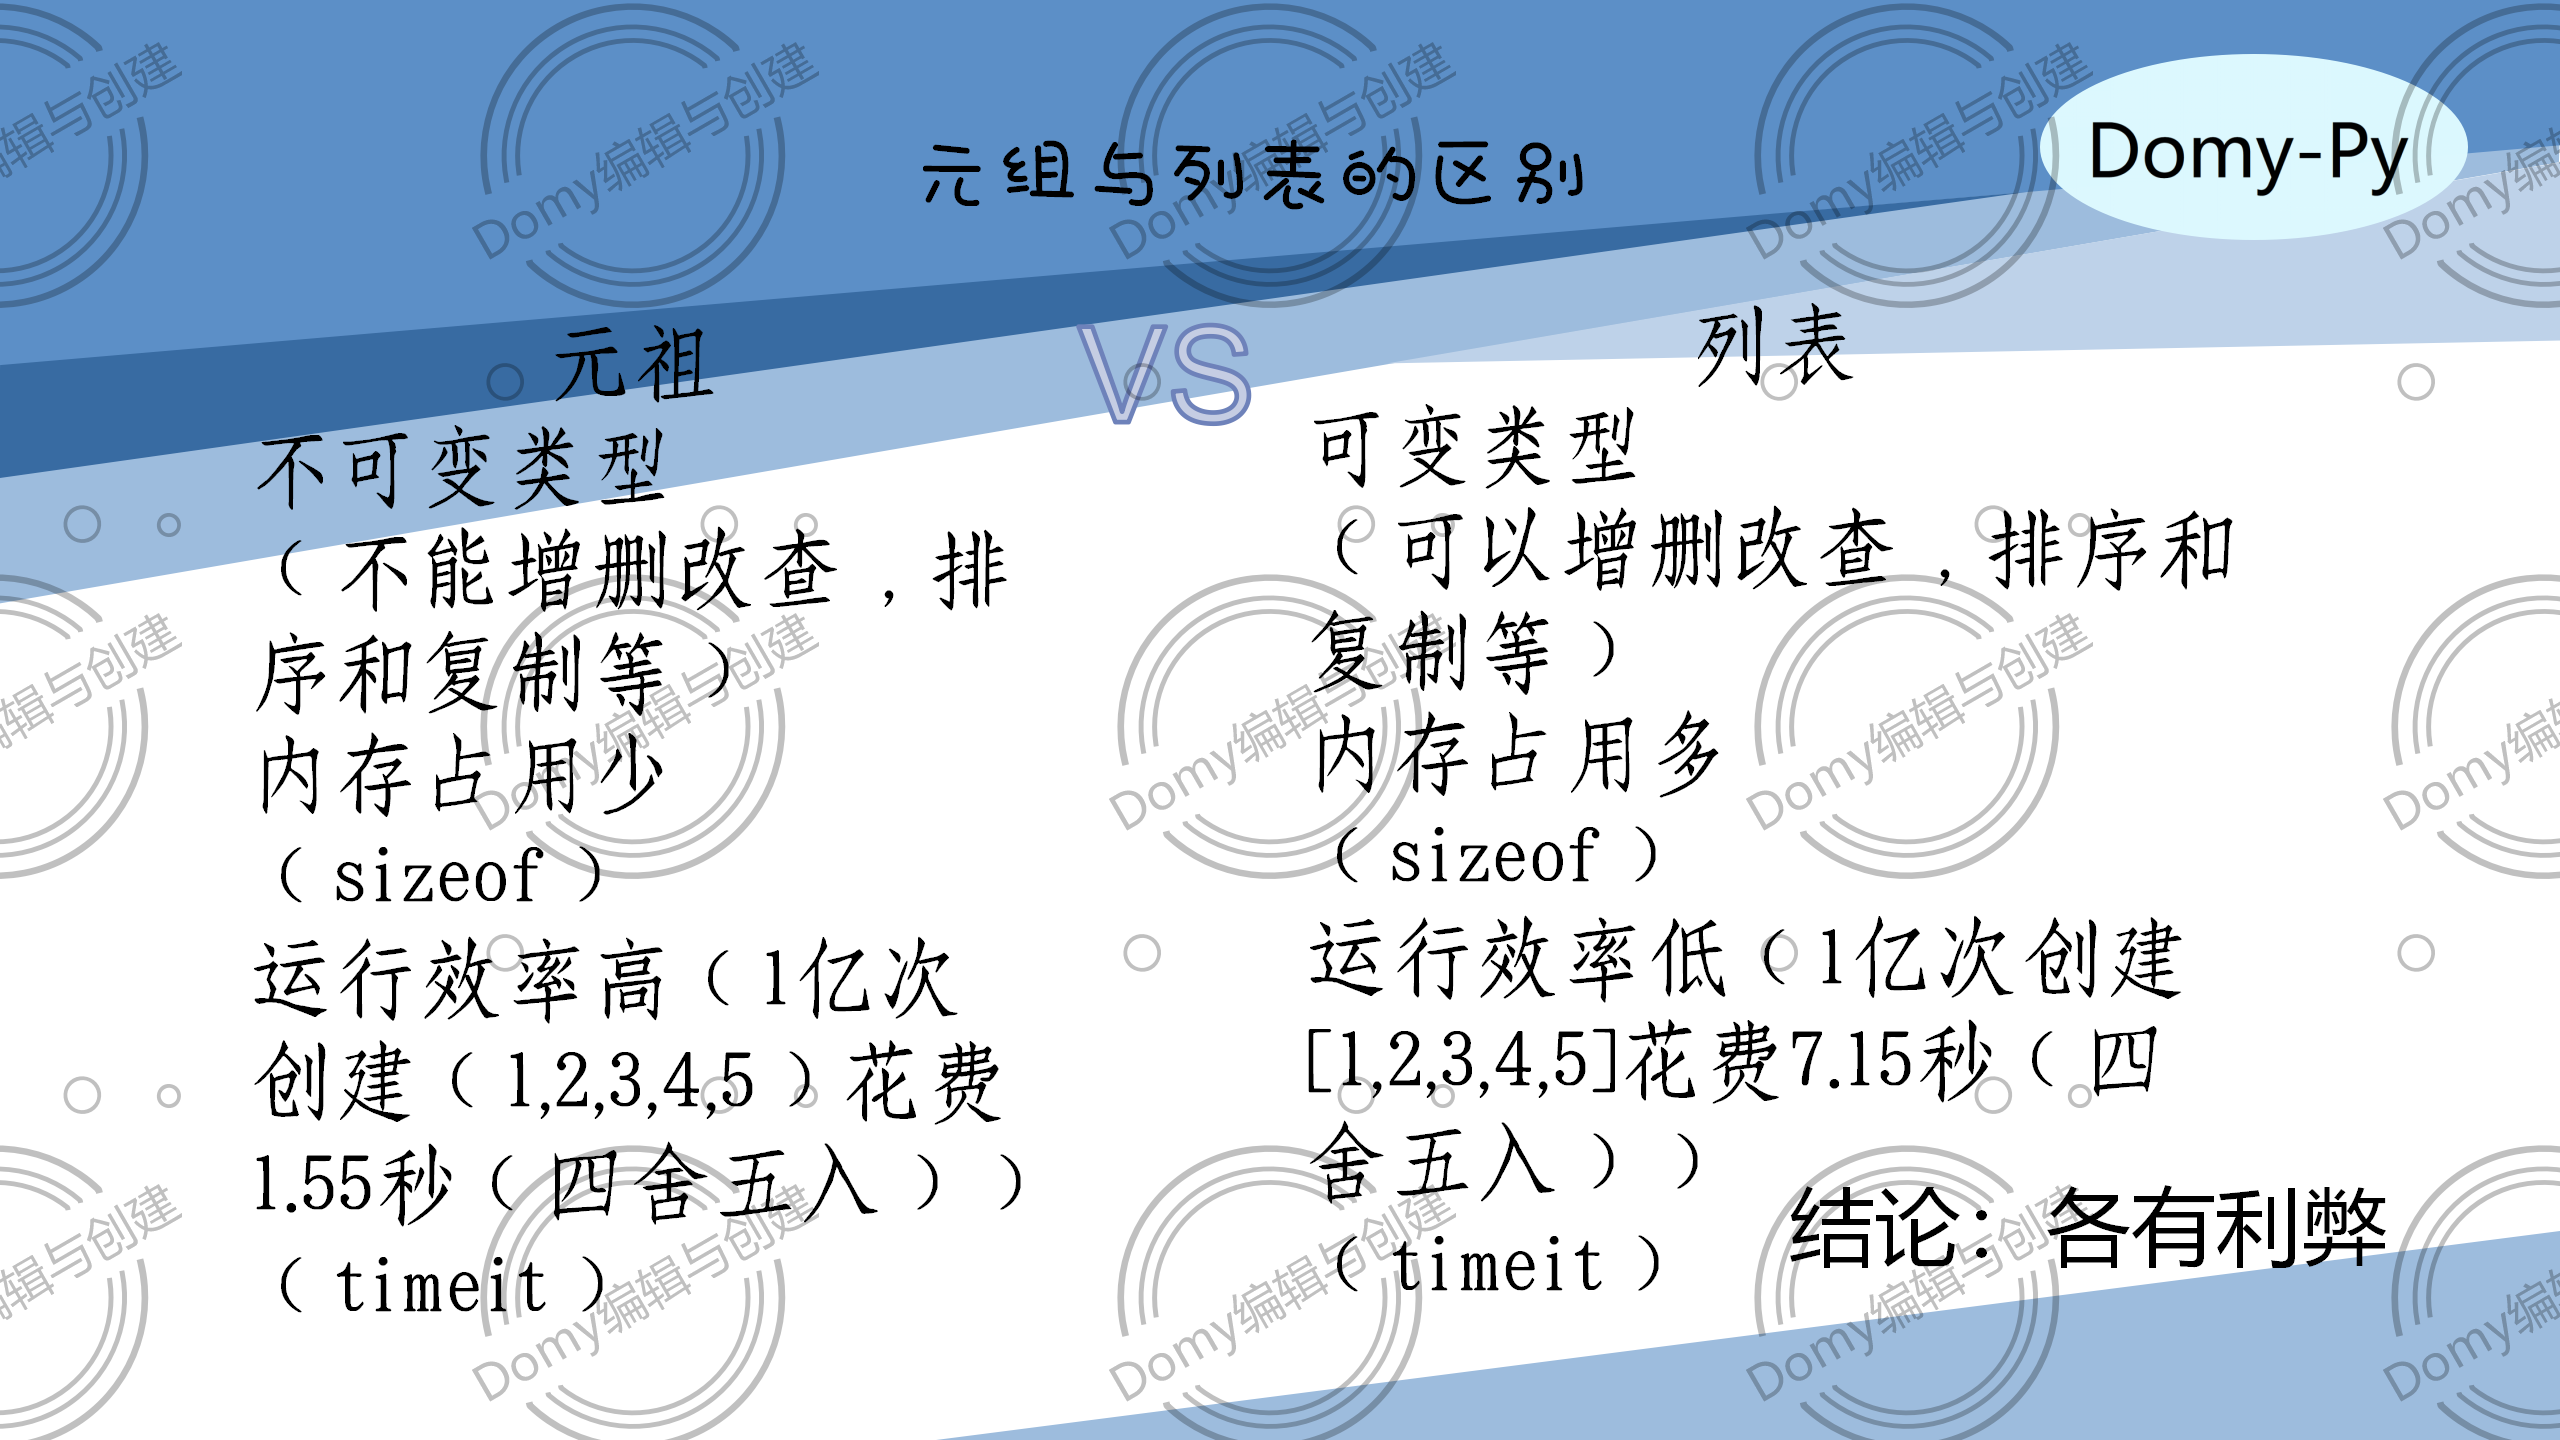 元组与列表的区别
Domy-Py
元祖
不可变类型
（不能增删改查,排
序和复制等）
内存占用少
（sizeof）
运行效率高（1亿次
创建（1,2,3,4,5）花费
1.55秒（四舍五入））
（timeit）
VS
列表
可变类型
（可以增删改查,排序和
复制等）
内存占用多
（sizeof）
运行效率低（1亿次创建
[1,2,3,4,5]花费7.15秒（四
舍五入））
（timeit）
结论：各有利弊
Domy编辑与创建